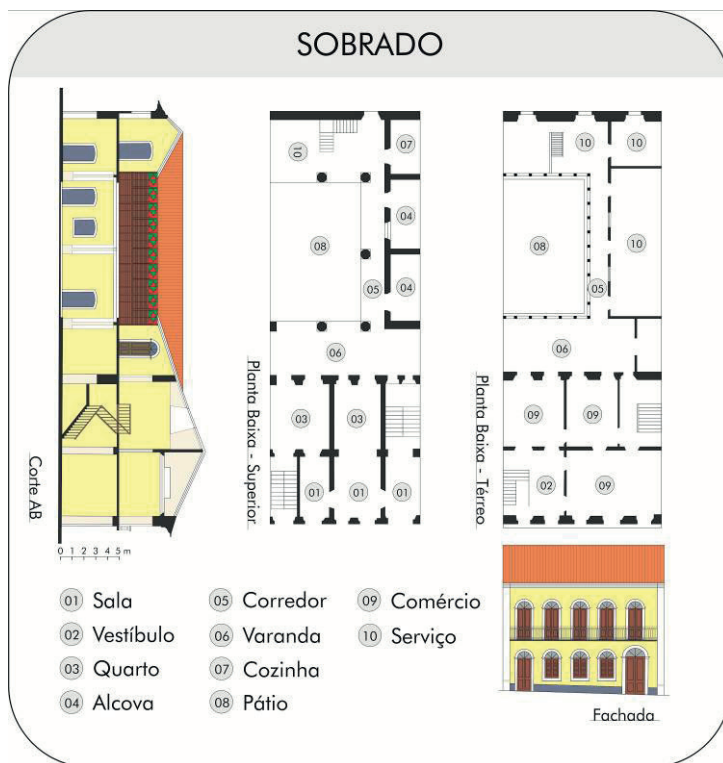 SOBRADO
Corte AB
0 1 2 3 4 5 m
10
07
04
08
05
04
06
03
03
01
01
01
Planta Baixa - Superior
10
10
08
10
05
06
09
09
02
09
Planta Baixa - Térreo
01 Sala
02 Vestíbulo
03 Quarto
04 Alcova
05 Corredor
06 Varanda
07 Cozinha
08 Pátio
09 Comércio
10 Serviço
Fachada